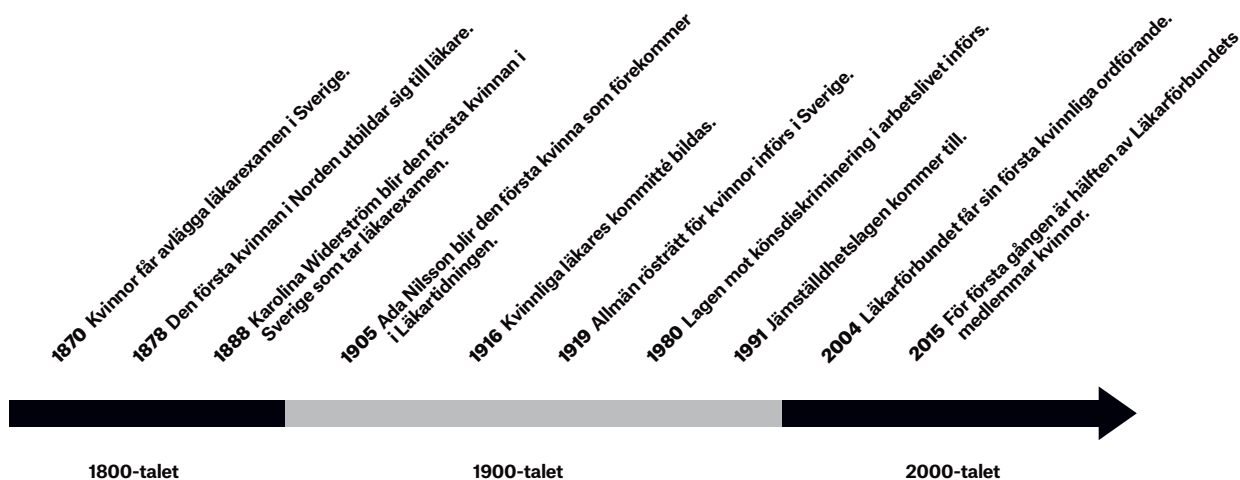 1870 Kvinnor får avlägga läkarexamen i Sverige.
1878 Den första kvinnan i Norden utbildar sig till läkare.
1888 Karolina Widerström blir den första kvinnan i
Sverige som tar läkarexamen.
1905 Ada Nilsson blir den första kvinna som förekommer
i Läkartidningen.
1916 Kvinnliga läkares kommitté bildas.
1919 Allmän rösträtt för kvinnor införs i Sverige.
1980 Lagen mot könsdiskriminering i arbetslivet införs.
1991 Jämställdhetslagen kommer till.
2004 Läkarförbundet får sin första kvinnliga ordförande.
2015 För första gången är hälften av Läkarförbundets
medlemmar kvinnor.
1800-talet
1900-talet
2000-talet